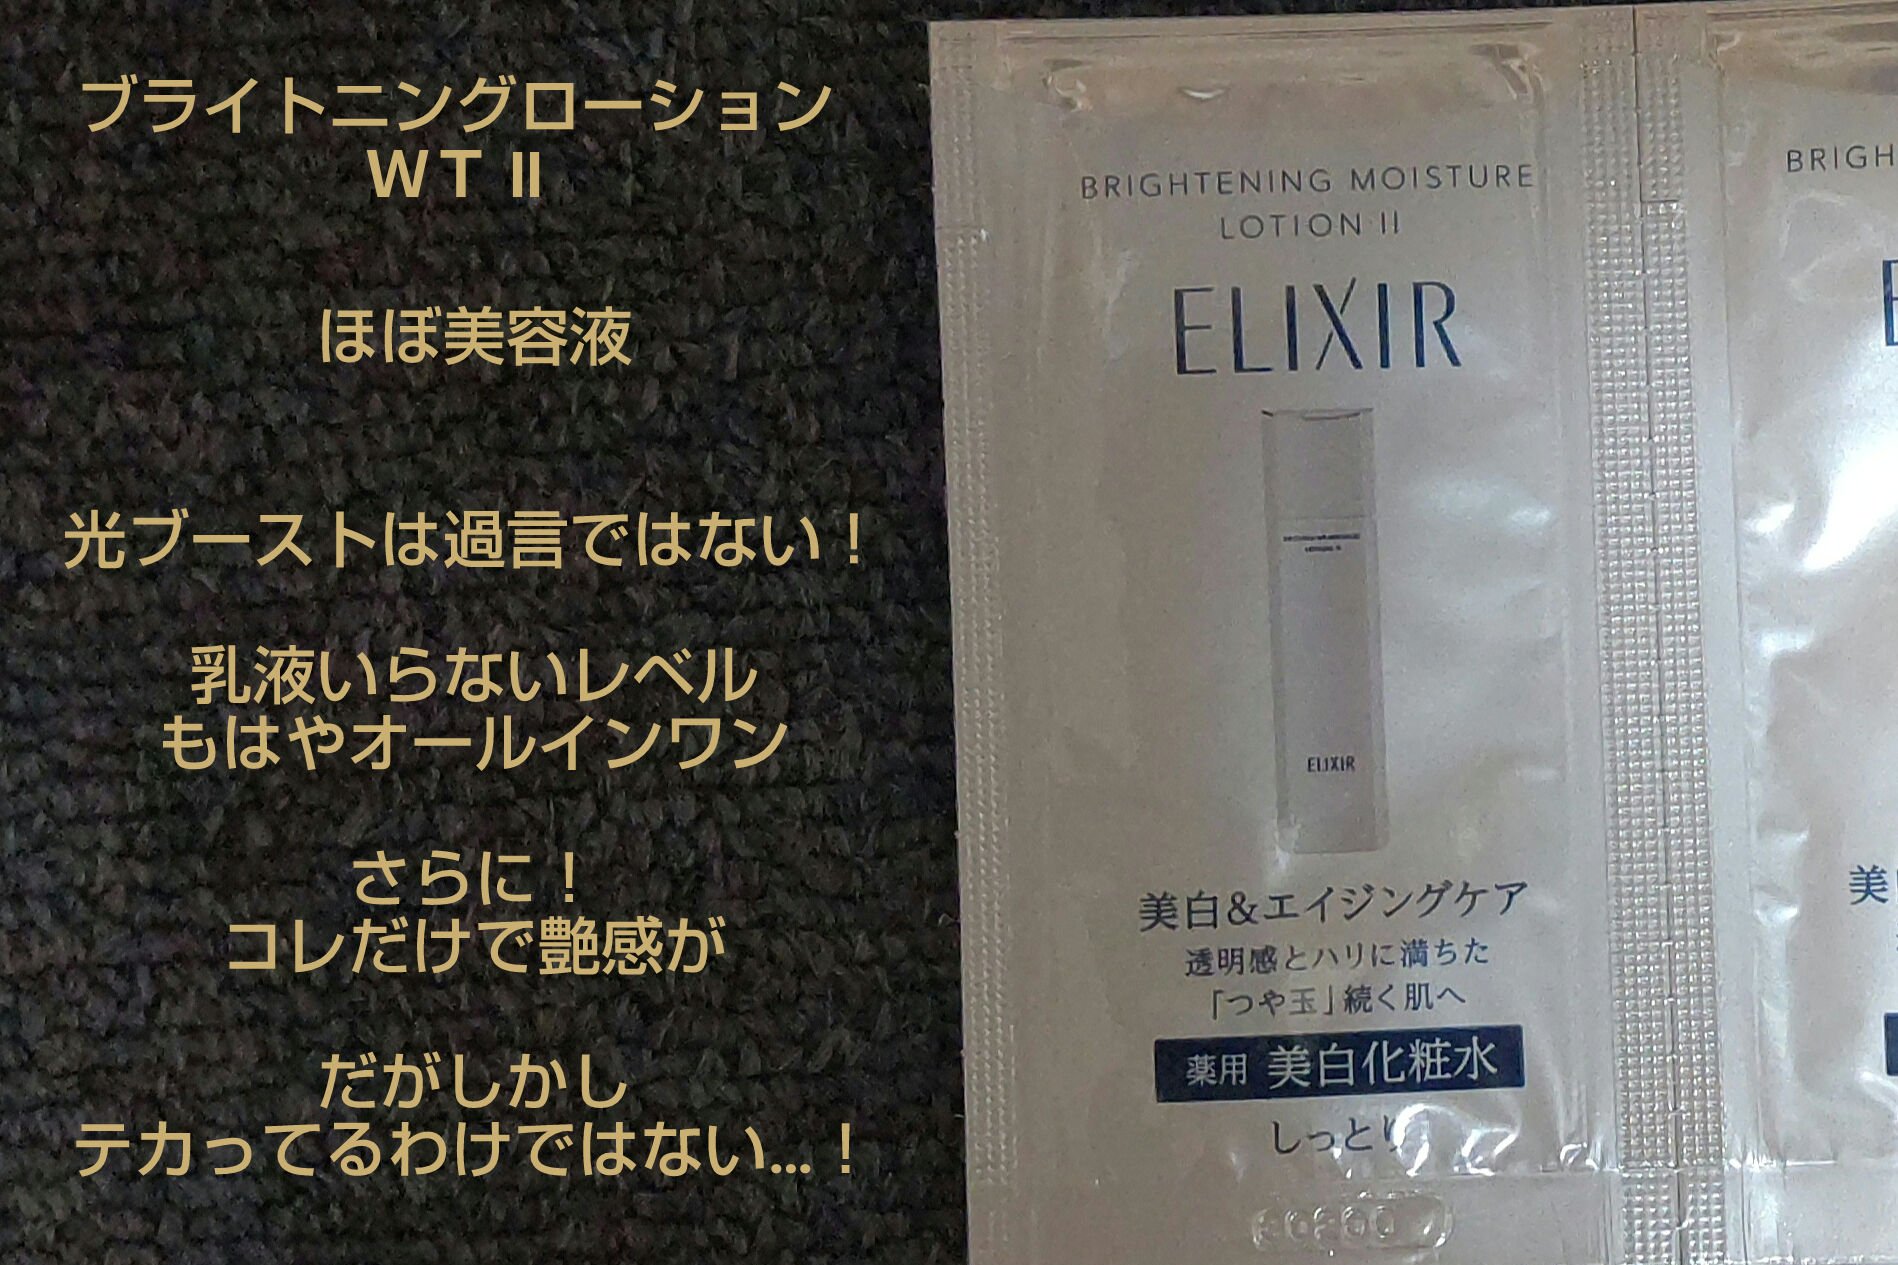 ブライトニングローション
WT II
ほぼ美容液
光ブーストは過言ではない！
乳液いらないレベル
もはやオールインワン
さらに！
コレだけで艶感が
だがしかし
テカってるわけではない...！
BRIGHTENING MOISTURE
LOTION II
ELIXIR
ELIXIR
美白&エイジングケア
透明感とハリに満ちた
「つや玉」続く肌へ
薬用 美白化粧水
しっとり
BRIGH
E
美